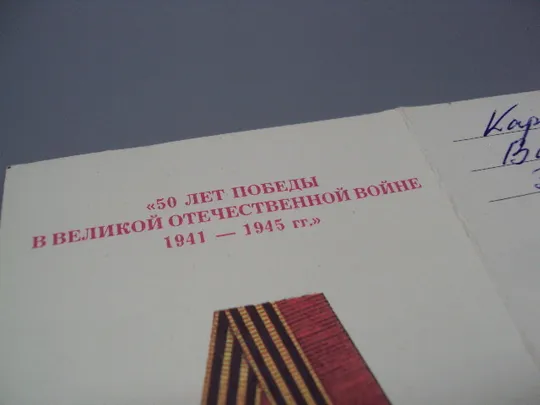 «50 ЛЕТ ПОБЕДЫ
В ВЕЛИКОЙ ОТЕЧЕСТВЕННОЙ ВОЙНЕ
1941 — 1945 гг.»